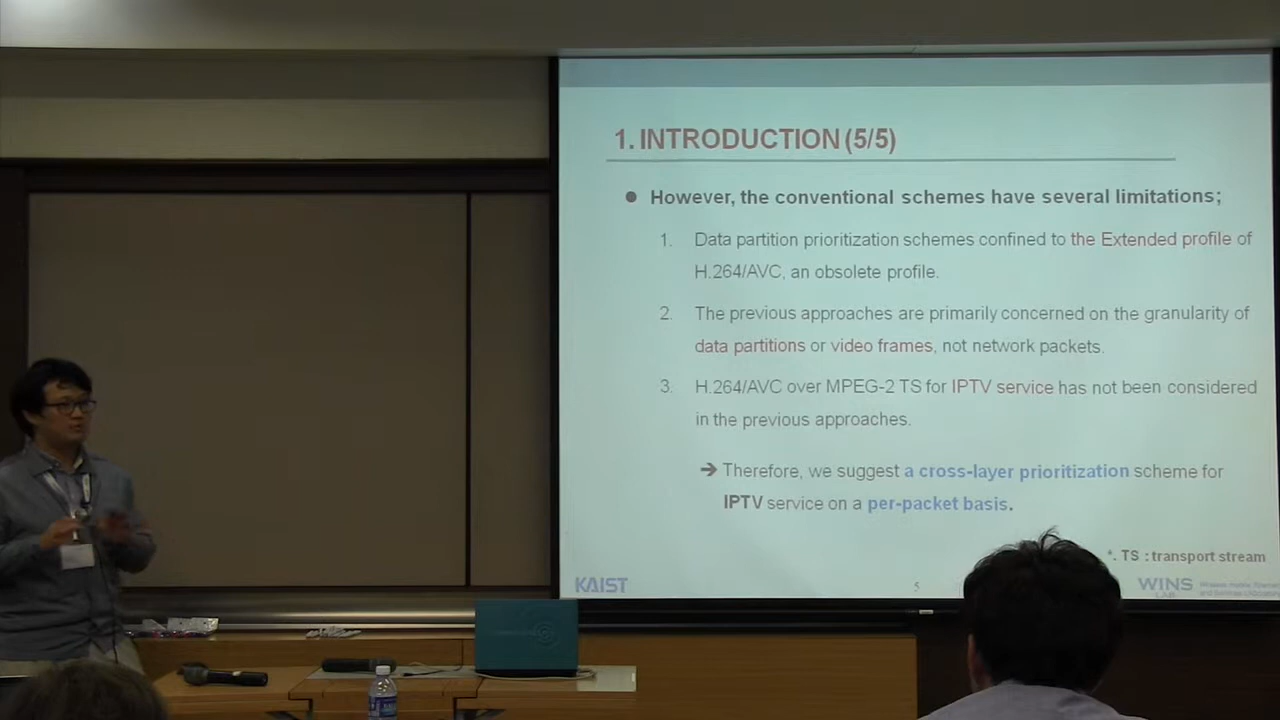 1. INTRODUCTION (5/5)
● However, the conventional schemes have several limitations;
1. Data partition prioritization schemes confined to the Extended profile of
H.264/AVC, an obsolete profile.
2. The previous approaches are primarily concerned on the granularity of
data partitions or video frames, not network packets.
3. H.264/AVC over MPEG-2 TS for IPTV service has not been considered
in the previous approaches.
➔ Therefore, we suggest a cross-layer prioritization scheme for
IPTV service on a per-packet basis.
*. TS : transport stream
KAIST
5
WINS
LAB